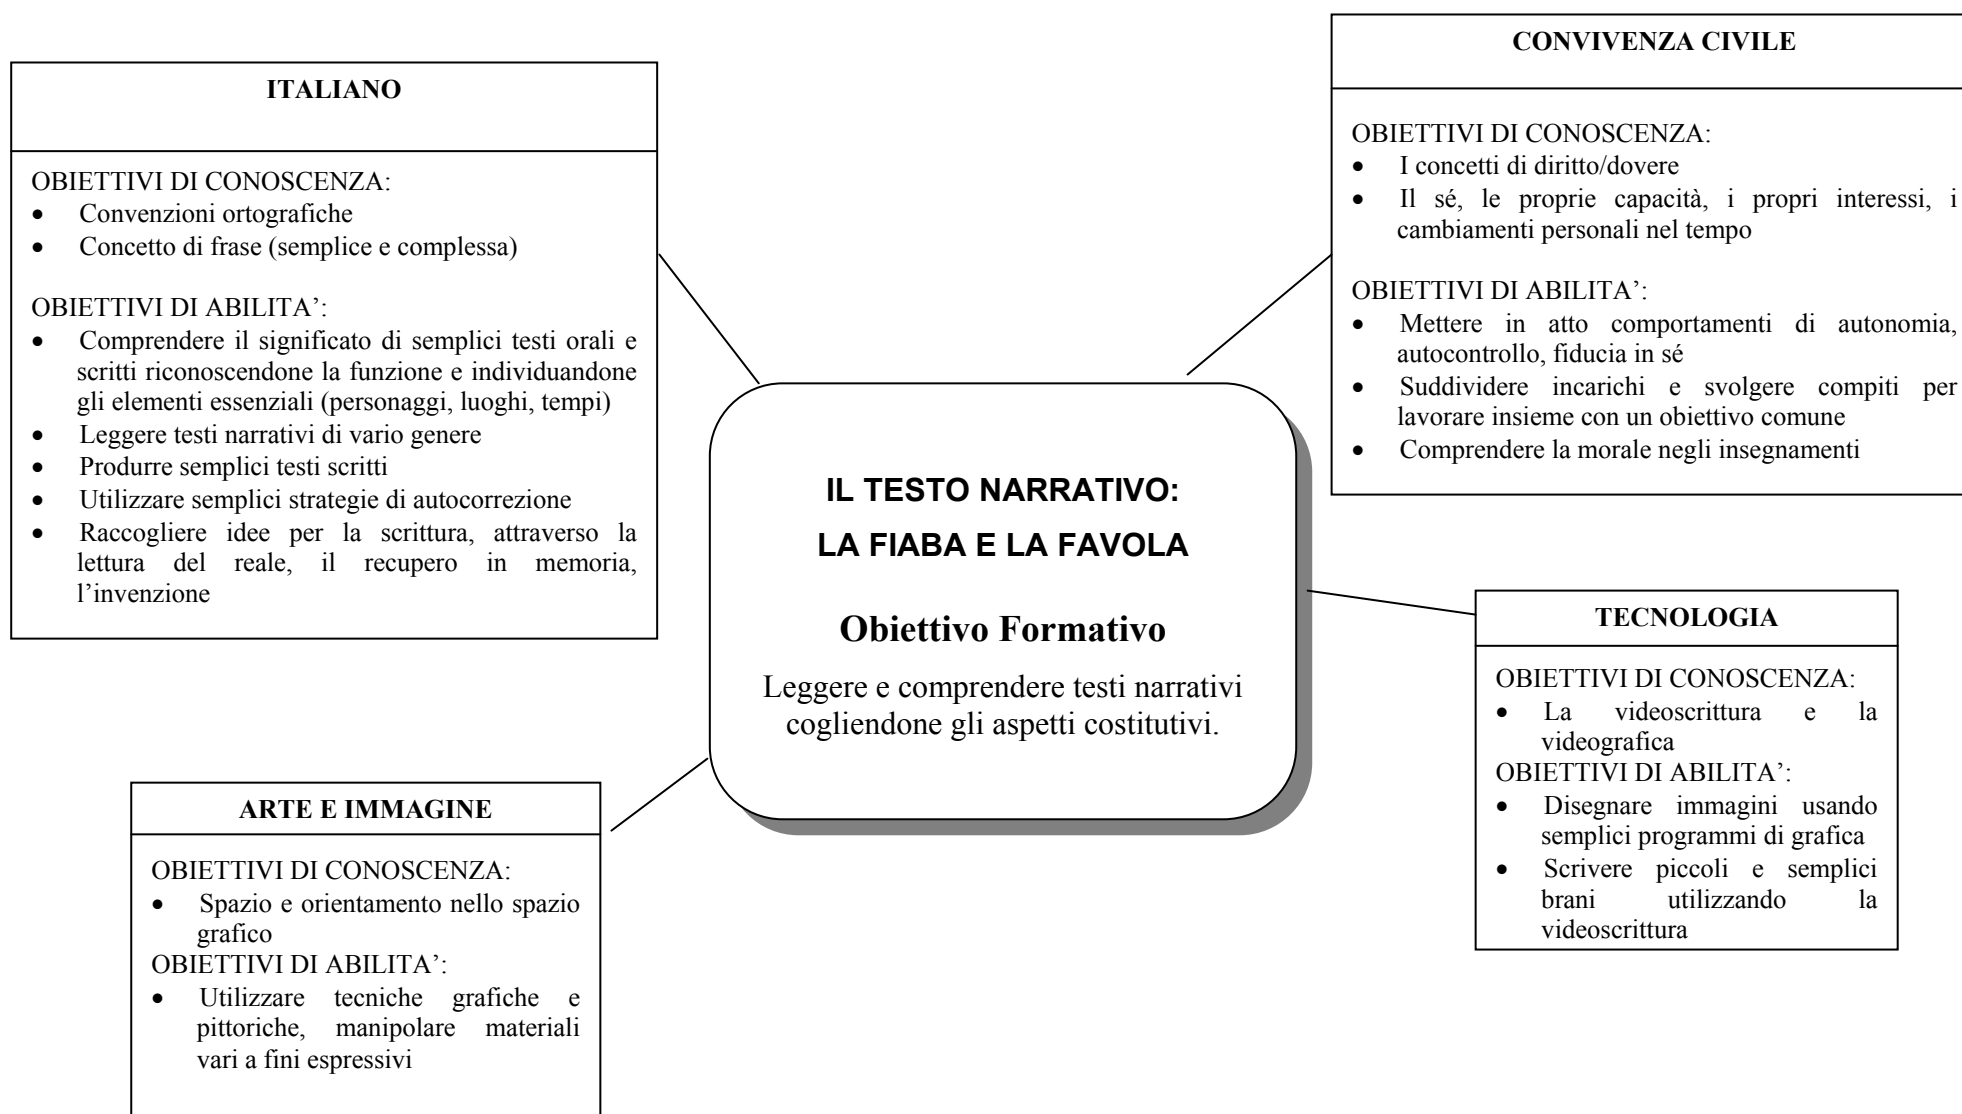 ITALIANO
OBIETTIVI DI CONOSCENZA:
• Convenzioni ortografiche
• Concetto di frase (semplice e complessa)
OBIETTIVI DI ABILITA’:
• Comprendere il significato di semplici testi orali e
scritti riconoscendone la funzione e individuandone
gli elementi essenziali (personaggi, luoghi, tempi)
• Leggere testi narrativi di vario genere
• Produrre semplici testi scritti
• Utilizzare semplici strategie di autocorrezione
• Raccogliere idee per la scrittura, attraverso la
lettura del reale, il recupero in memoria,
l’invenzione
CONVIVENZA CIVILE
OBIETTIVI DI CONOSCENZA:
• I concetti di diritto/dovere
• Il sé, le proprie capacità, i propri interessi, i
cambiamenti personali nel tempo
OBIETTIVI DI ABILITA’:
• Mettere in atto comportamenti di autonomia,
autocontrollo, fiducia in sé
• Suddividere incarichi e svolgere compiti per
lavorare insieme con un obiettivo comune
• Comprendere la morale negli insegnamenti
IL TESTO NARRATIVO:
LA FIABA E LA FAVOLA
Obiettivo Formativo
Leggere e comprendere testi narrativi
cogliendone gli aspetti costitutivi.
TECNOLOGIA
OBIETTIVI DI CONOSCENZA:
• La videoscrittura e la
videografica
OBIETTIVI DI ABILITA’:
• Disegnare immagini usando
semplici programmi di grafica
• Scrivere piccoli e semplici
brani utilizzando la
videoscrittura
ARTE E IMMAGINE
OBIETTIVI DI CONOSCENZA:
• Spazio e orientamento nello spazio
grafico
OBIETTIVI DI ABILITA’:
• Utilizzare tecniche grafiche e
pittoriche, manipolare materiali
vari a fini espressivi